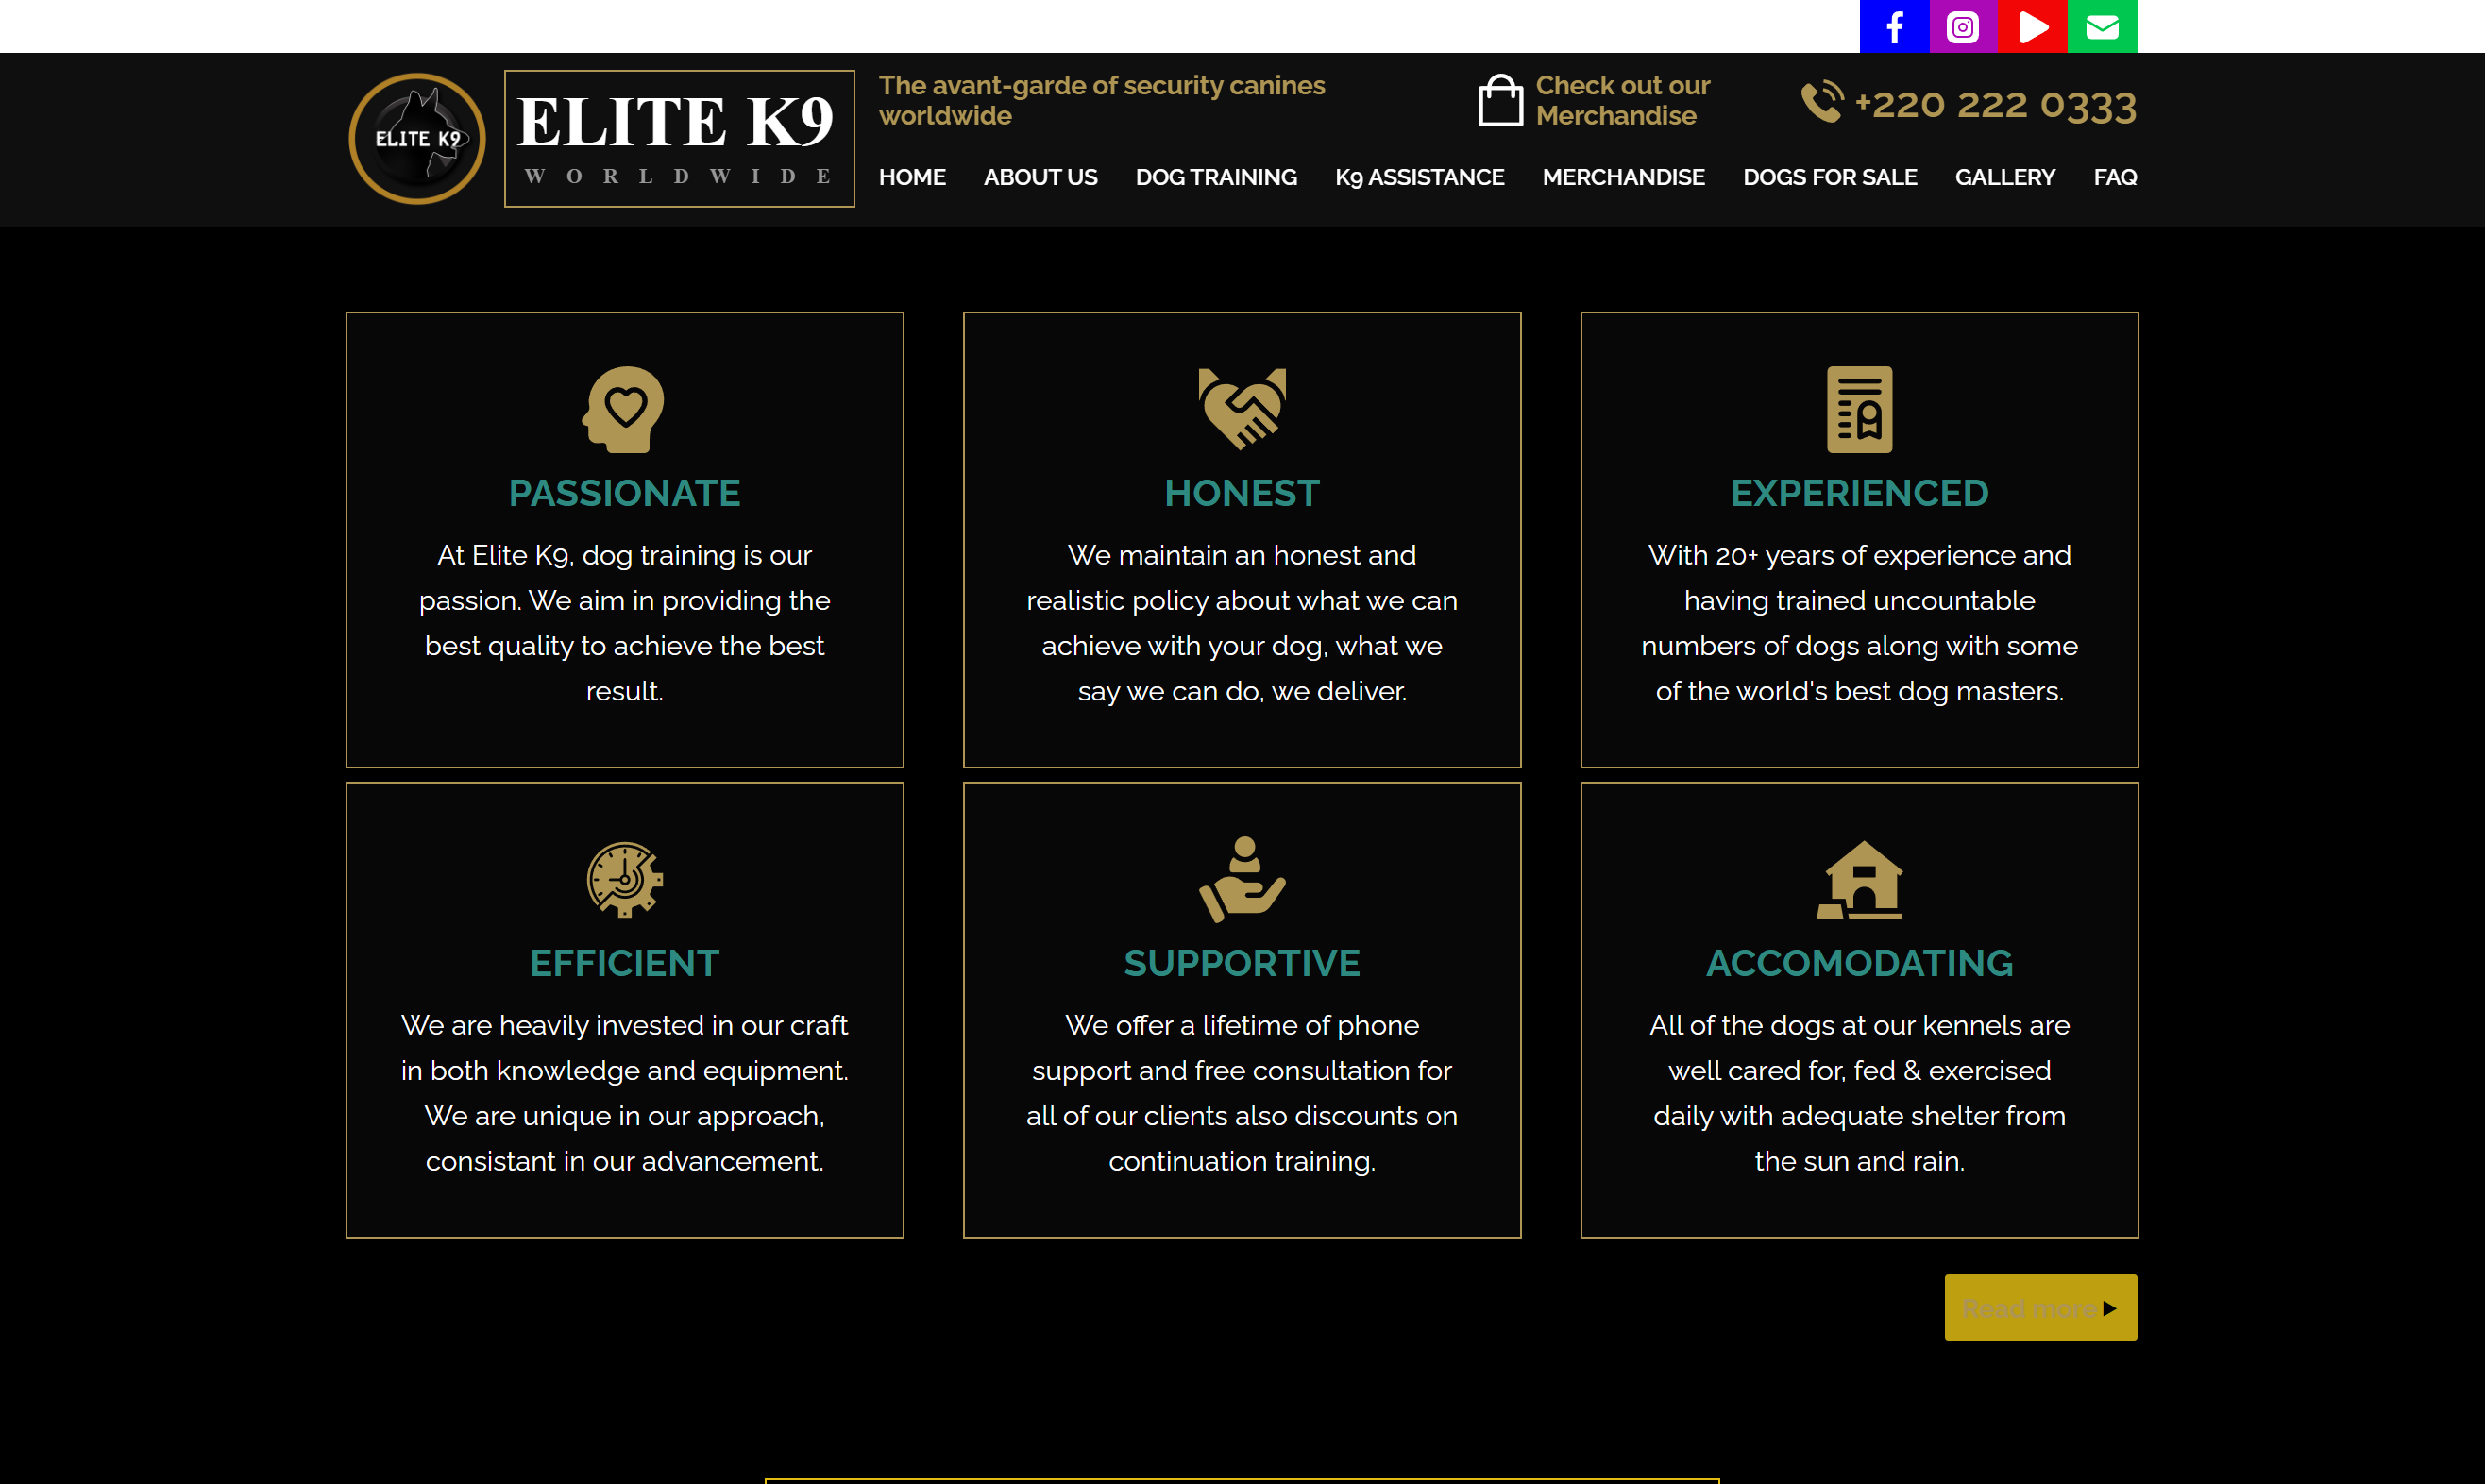 ELITE K9
ELITE K9
WORLDWIDE
The avant-garde of security canines
worldwide
Check out our
Merchandise
+220 222 0333
HOME
ABOUT US
DOG TRAINING
K9 ASSISTANCE
MERCHANDISE
DOGS FOR SALE
GALLERY
FAQ
PASSIONATE
At Elite K9, dog training is our
passion. We aim in providing the
best quality to achieve the best
result.
HONEST
We maintain an honest and
realistic policy about what we can
achieve with your dog, what we
say we can do, we deliver.
EXPERIENCED
With 20+ years of experience and
having trained uncountable
numbers of dogs along with some
of the world's best dog masters.
EFFICIENT
We are heavily invested in our craft
in both knowledge and equipment.
We are unique in our approach,
consistant in our advancement.
SUPPORTIVE
We offer a lifetime of phone
support and free consultation for
all of our clients also discounts on
continuation training.
ACCOMODATING
All of the dogs at our kennels are
well cared for, fed & exercised
daily with adequate shelter from
the sun and rain.
Read more